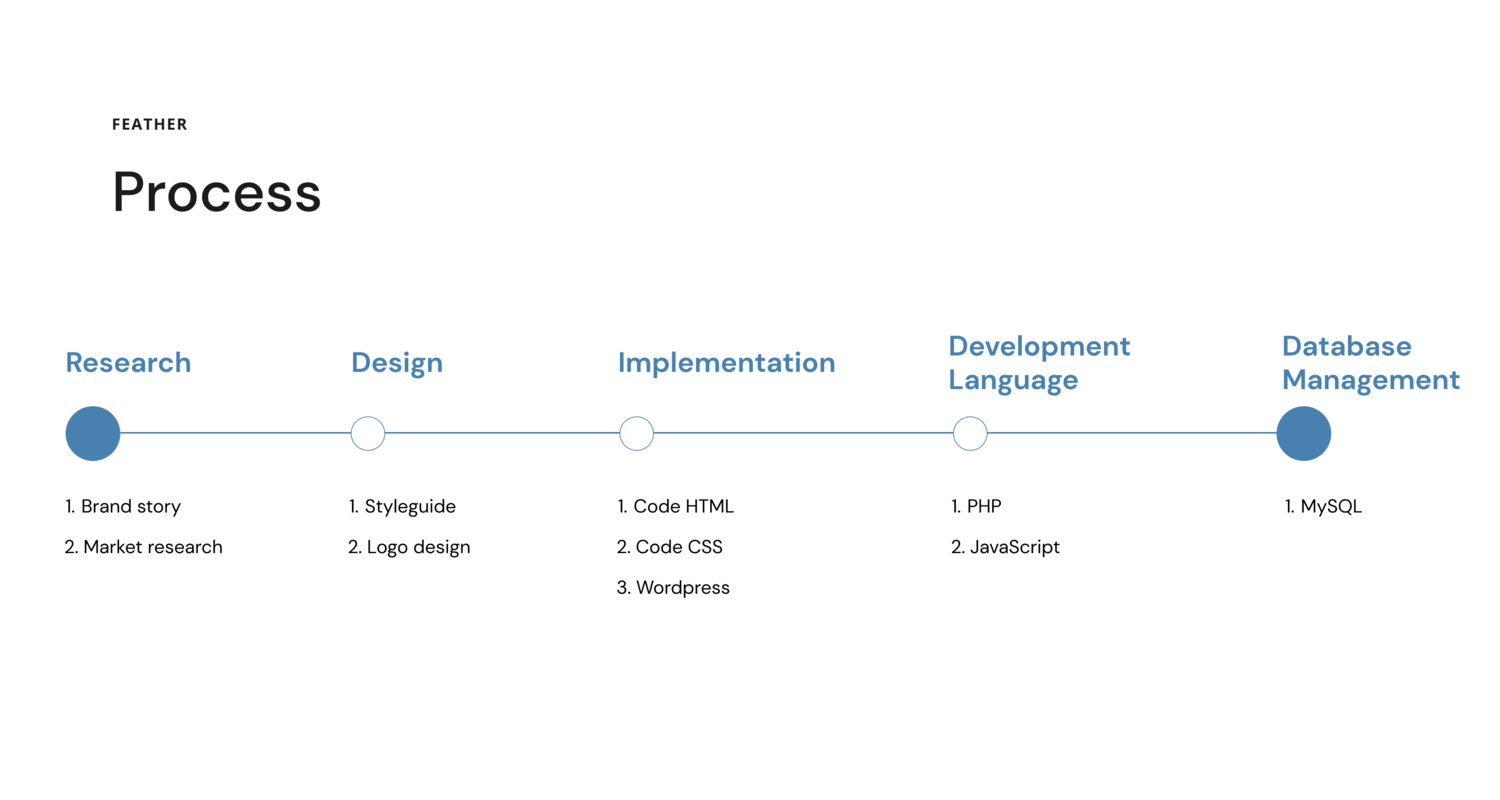 FEATHER
Process
Research
1. Brand story
2. Market research
Design
1. Styleguide
2. Logo design
Implementation
1. Code HTML
2. Code CSS
3. Wordpress
Development
Language
1. PHP
2. JavaScript
Database
Management
1. MySQL